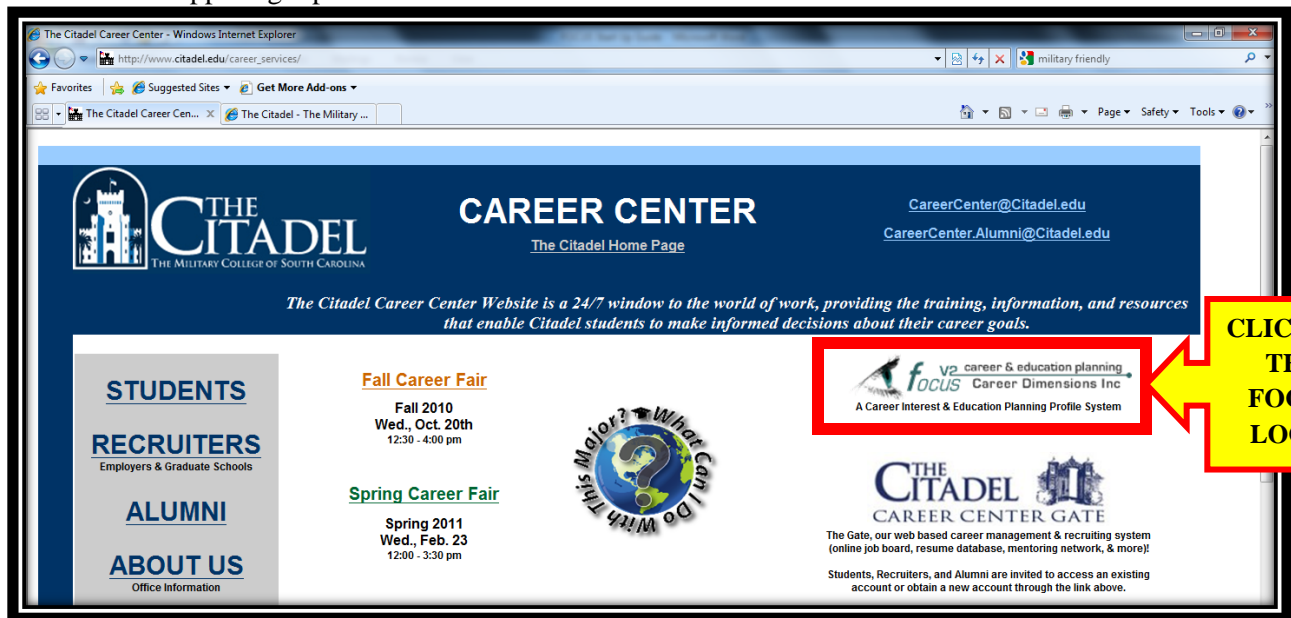 The Citadel Career Center - Windows Internet Explorer
http://www.citadel.edu/career_services/
military friendly
Favorites Suggested Sites Get More Add-ons
The Citadel Career Cen... X The Citadel - The Military ...
Page Safety Tools
THE
CITADEL
THE MILITARY COLLEGE OF SOUTH CAROLINA
CAREER CENTER
The Citadel Home Page
CareerCenter@Citadel.edu
CareerCenter.Alumni@Citadel.edu
The Citadel Career Center Website is a 24/7 window to the world of work, providing the training, information, and resources
that enable Citadel students to make informed decisions about their career goals.
STUDENTS
RECRUITERS
Employers & Graduate Schools
ALUMNI
ABOUT US
Office Information
Fall Career Fair
Fall 2010
Wed., Oct. 20th
12:30 - 4:00 pm
Spring Career Fair
Spring 2011
Wed., Feb. 23
12:00 - 3:30 pm
What Can I Do With This Major?
focus V2 career & education planning
Career Dimensions Inc
A Career Interest & Education Planning Profile System
CLIC
TH
FOC
LOC
THE
CITADEL
CAREER CENTER GATE
The Gate, our web based career management & recruiting system
(online job board, resume database, mentoring network, & more)!
Students, Recruiters, and Alumni are invited to access an existing
account or obtain a new account through the link above.